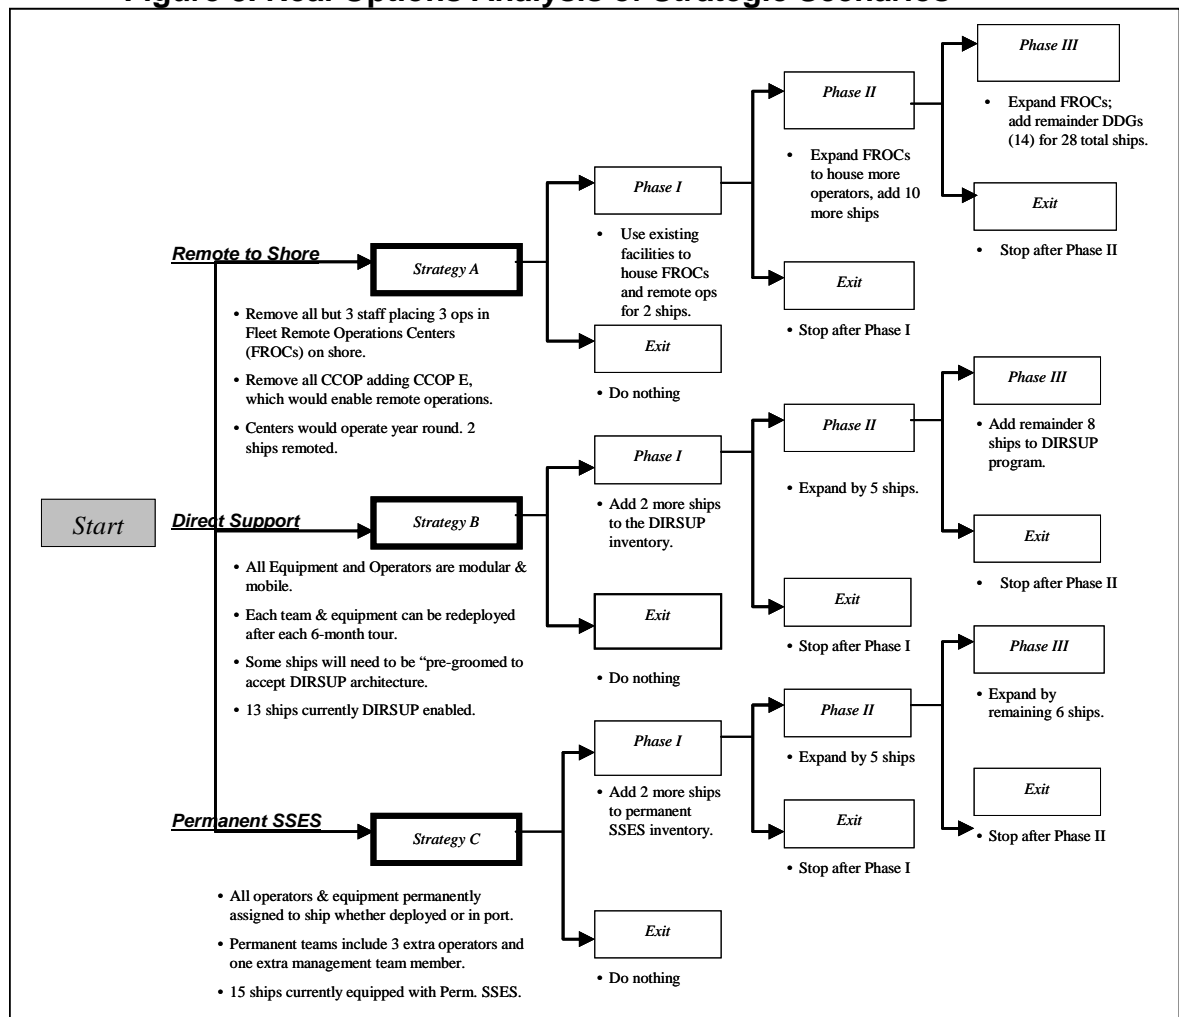 Figure 3. Real Options Analysis of Strategic Scenarios
Phase III
• Expand FROCs;
add remainder DDGs
(14) for 28 total ships.
Phase II
• Expand FROCs
to house more
operators, add 10
more ships
Exit
• Stop after Phase II
Phase I
• Use existing
facilities to
house FROCs
and remote ops
for 2 ships.
Exit
• Stop after Phase I
Remote to Shore
Strategy A
• Remove all but 3 staff placing 3 ops in
Fleet Remote Operations Centers
(FROCs) on shore.
• Remove all CCOP adding CCOP E,
which would enable remote operations.
• Centers would operate year round. 2
ships remoted.
Exit
• Do nothing
Phase III
• Add remainder 8
ships to DIRSUP
program.
Phase II
• Expand by 5 ships.
Exit
• Stop after Phase II
Phase I
• Add 2 more ships
to the DIRSUP
inventory.
Exit
• Stop after Phase I
Start
Direct Support
Strategy B
• All Equipment and Operators are modular &
mobile.
• Each team & equipment can be redeployed
after each 6-month tour.
• Some ships will need to be “pre-groomed to
accept DIRSUP architecture.
• 13 ships currently DIRSUP enabled.
Exit
• Do nothing
Phase III
• Expand by
remaining 6 ships.
Phase II
• Expand by 5 ships
Exit
• Stop after Phase II
Phase I
• Add 2 more ships
to permanent
SSES inventory.
Exit
• Stop after Phase I
Permanent SSES
Strategy C
• All operators & equipment permanently
assigned to ship whether deployed or in port.
• Permanent teams include 3 extra operators and
one extra management team member.
• 15 ships currently equipped with Perm. SSES.
Exit
• Do nothing